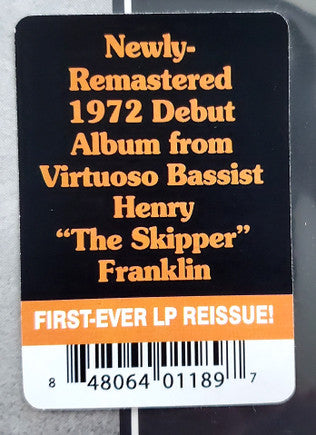 Newly-
Remastered
1972 Debut
Album from
Virtuoso Bassist
Henry
“The Skipper”
Franklin
FIRST-EVER LP REISSUE!
8 48064 01189 7